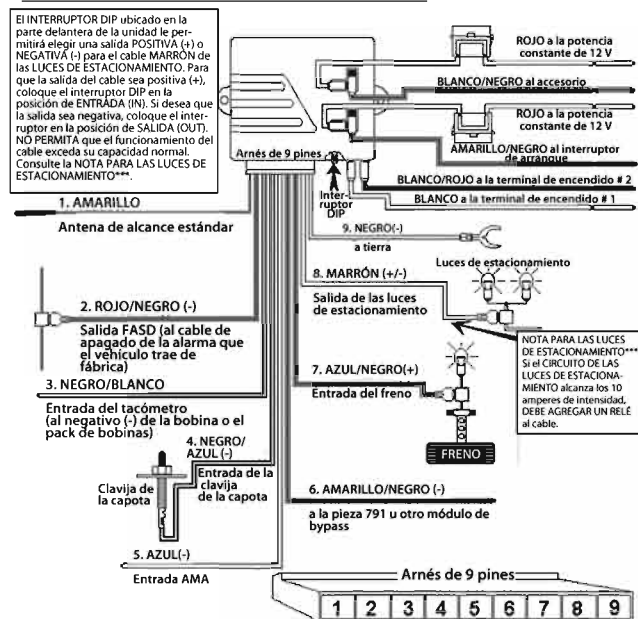 El INTERRUPTOR DIP ubicado en la
parte delantera de la unidad le per-
mitirá elegir una salida POSITIVA (+) o
NEGATIVA (-) para el cable MARRÓN de
las LUCES DE ESTACIONAMIENTO. Para
que la salida del cable sea positiva (+),
coloque el interruptor DIP en la
posición de ENTRADA (IN). Si desea que
la salida sea negativa, coloque el inter-
ruptor en la posición de SALIDA (OUT).
NO PERMITA que el funcionamiento del
cable exceda su capacidad normal.
Consulte la NOTA PARA LAS LUCES DE
ESTACIONAMIENTO***.
ROJO a la potencia
constante de 12 V
BLANCO/NEGRO al accesorio
ROJO a la potencia
constante de 12 V
AMARILLO/NEGRO al interruptor
de arranque
BLANCO/ROJO a la terminal de encendido # 2
BLANCO a la terminal de encendido # 1
Arnés de 9 pines
Inter-
ruptor
DIP
1. AMARILLO
Antena de alcance estándar
9. NEGRO(-)
a tierra
Luces de estacionamiento
8. MARRÓN (+/-)
Salida de las luces
de estacionamiento
2. ROJO/NEGRO (-)
Salida FASD (al cable de
apagado de la alarma que
el vehículo trae de
fábrica)
NOTA PARA LAS LUCES
DE ESTACIONAMIENTO***
Si el CIRCUITO DE LAS
LUCES DE ESTACIONA-
MIENTO alcanza los 10
amperes de intensidad,
DEBE AGREGAR UN RELÉ
al cable.
7. AZUL/NEGRO(+)
Entrada del freno
FRENO
3. NEGRO/BLANCO
Entrada del tacómetro
(al negativo (-) de la bobina o el
pack de bobinas)
4. NEGRO/
AZUL (-)
Entrada de la
clavija
de la capota
Clavija de
la capota
6. AMARILLO/NEGRO (-)
a la pieza 791 u otro módulo de
bypass
5. AZUL(-)
Entrada AMA
Arnés de 9 pines
1 2 3 4 5 6 7 8 9